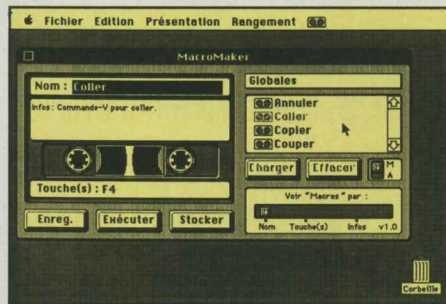 Fichier Edition Présentation Rangement
MacroMaker
Nom : Coller
Infos : Commande-V pour coller.
Touche(s) : F4
Enreg. Exécuter Stocker
Globales
Annuler
Coller
Copier
Couper
Charger Effacer M A
Voir "Macros" par :
Nom Touche(s) Infos v1.0
Corbeille